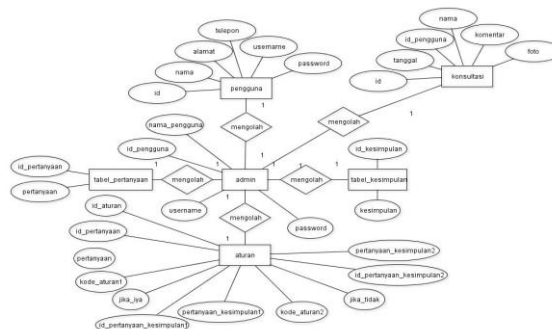 telepon
alamat
username
nama
password
id
pengguna
nama
id_pengguna
komentar
tanggal
foto
id
konsultasi
1
1
mengolah
mengolah
nama_pengguna
id_pengguna
1
1
id_kesimpulan
id_pertanyaan
pertanyaan
tabel_pertanyaan
1
mengolah
1
admin
1
mengolah
1
tabel_kesimpulan
username
1
mengolah
password
kesimpulan
id_aturan
id_pertanyaan
1
aturan
pertanyaan
kode_aturan1
jika_iya
id_pertanyaan_kesimpulan1
pertanyaan_kesimpulan1
kode_aturan2
jika_tidak
id_pertanyaan_kesimpulan2
pertanyaan_kesimpulan2